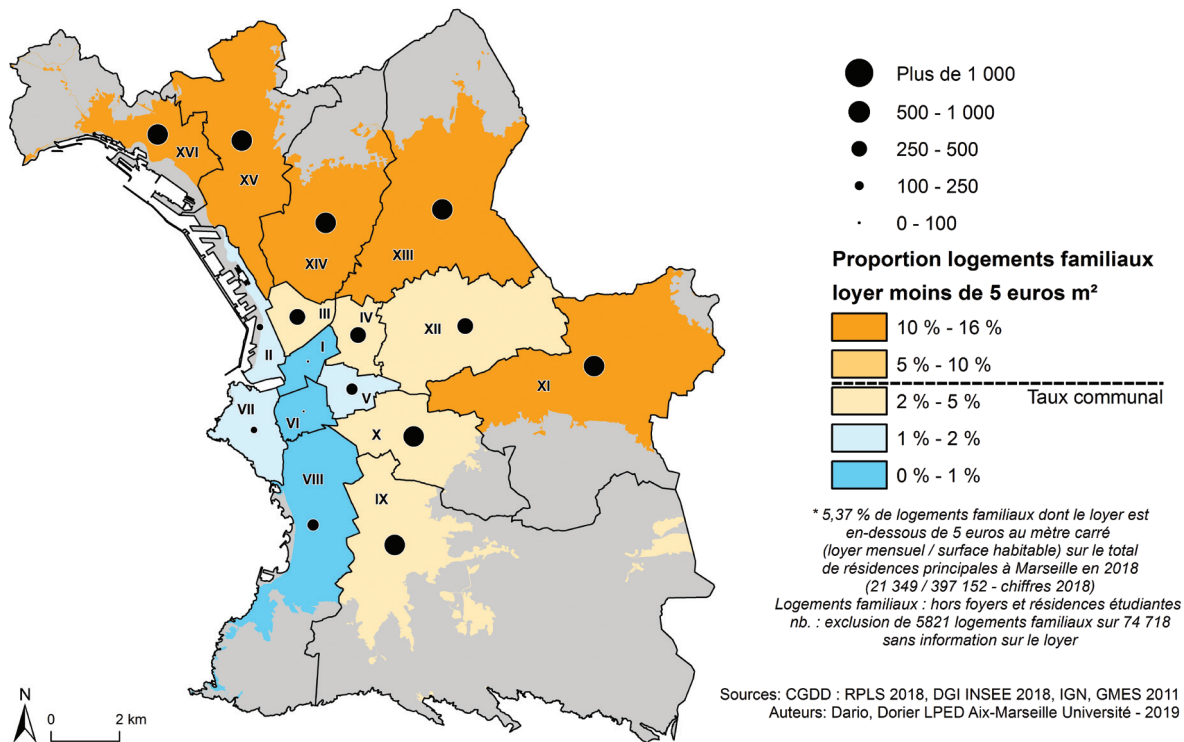 Plus de 1 000
500 - 1 000
250 - 500
100 - 250
0 - 100
Proportion logements familiaux
loyer moins de 5 euros m²
10 % - 16 %
5 % - 10 %
Taux communal
2 % - 5 %
1 % - 2 %
0 % - 1 %
* 5,37 % de logements familiaux dont le loyer est
en-dessous de 5 euros au mètre carré
(loyer mensuel / surface habitable) sur le total
de résidences principales à Marseille en 2018
(21 349 / 397 152 - chiffres 2018)
Logements familiaux : hors foyers et résidences étudiantes
nb. : exclusion de 5821 logements familiaux sur 74 718
sans information sur le loyer
Sources: CGDD : RPLS 2018, DGI INSEE 2018, IGN, GMES 2011
Auteurs: Dario, Dorier LPED Aix-Marseille Université - 2019
XVI
XV
XIV
XIII
III
IV
XII
II
I
XI
V
VII
VI
X
VIII
IX
N
0 2 km